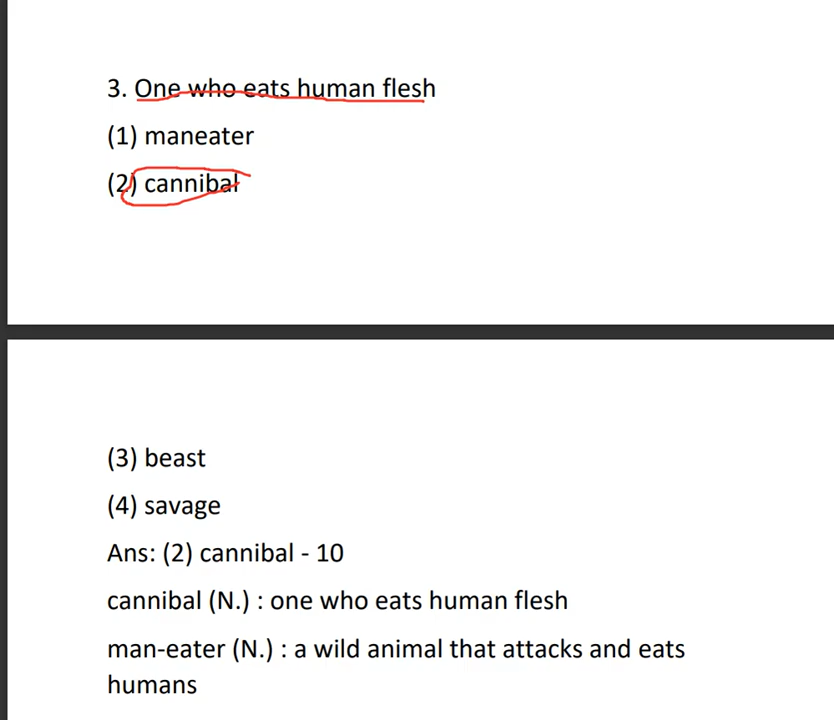 3. One who eats human flesh
(1) maneater
(2) cannibal
(3) beast
(4) savage
Ans: (2) cannibal - 10
cannibal (N.) : one who eats human flesh
man-eater (N.) : a wild animal that attacks and eats
humans